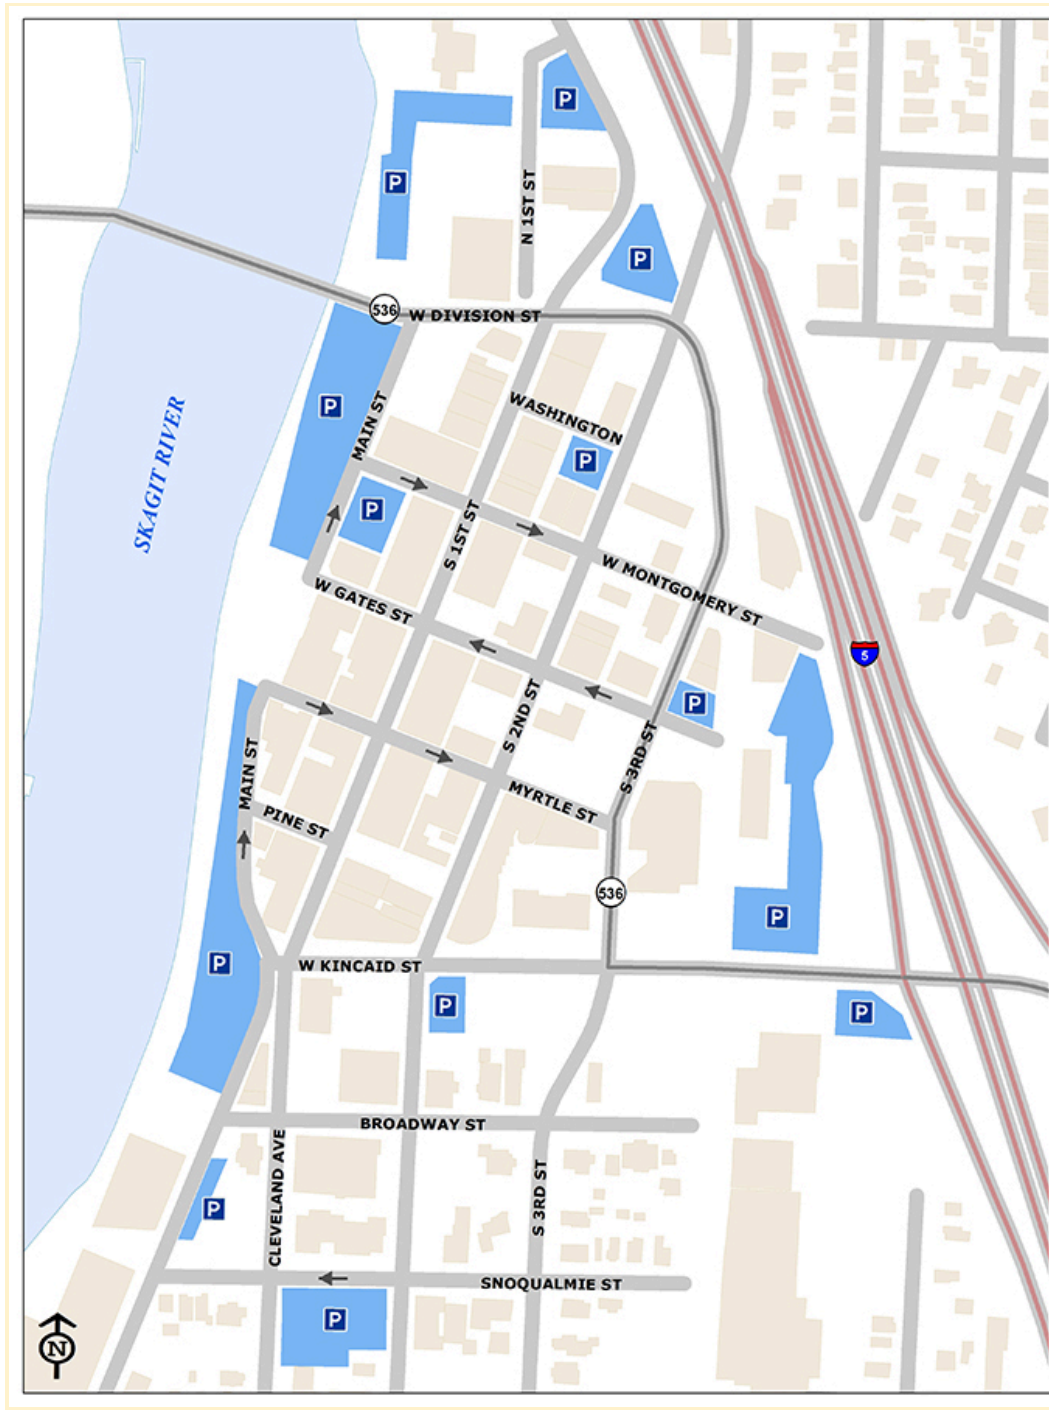 P
P
N 1ST ST
P
536
W DIVISION ST
P
MAIN ST
WASHINGTON
P
SKAGIT RIVER
P
S 1ST ST
W MONTGOMERY ST
W GATES ST
5
S 2ND ST
P
S 3RD ST
MAIN ST
MYRTLE ST
PINE ST
536
P
P
W KINCAID ST
P
P
BROADWAY ST
CLEVELAND AVE
S 3RD ST
P
SNOQUALMIE ST
P
N